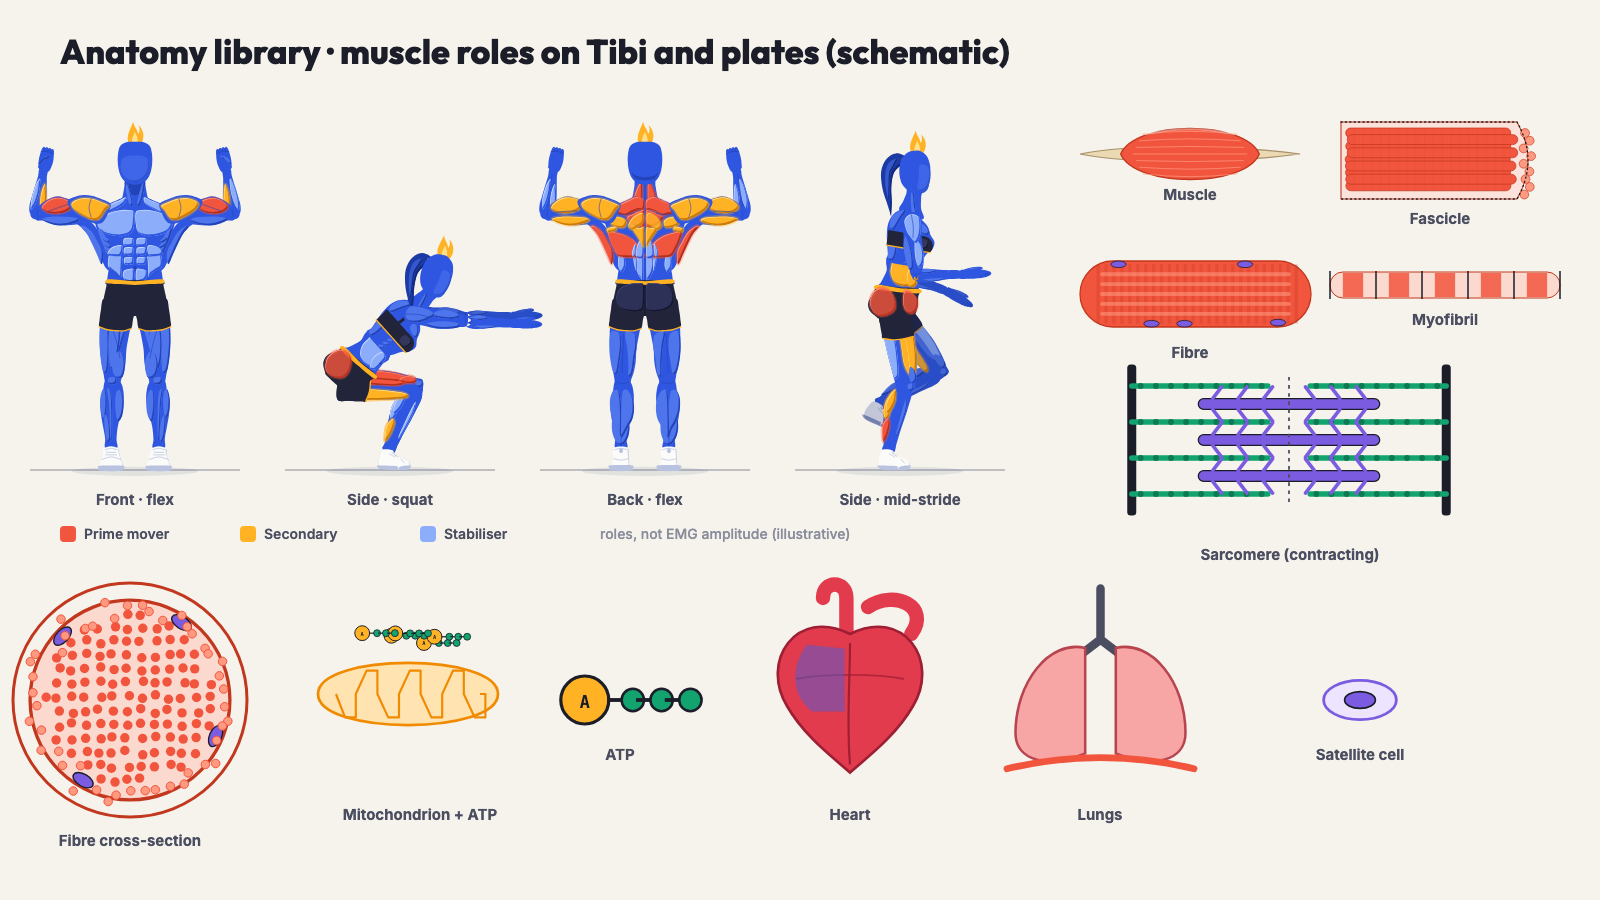 Anatomy library · muscle roles on Tibi and plates (schematic)
Muscle
Fascicle
Fibre
Myofibril
Sarcomere (contracting)
Front · flex
Side · squat
Back · flex
Side · mid-stride
Prime mover
Secondary
Stabiliser
roles, not EMG amplitude (illustrative)
Fibre cross-section
A
A
A
Mitochondrion + ATP
A
ATP
Heart
Lungs
Satellite cell